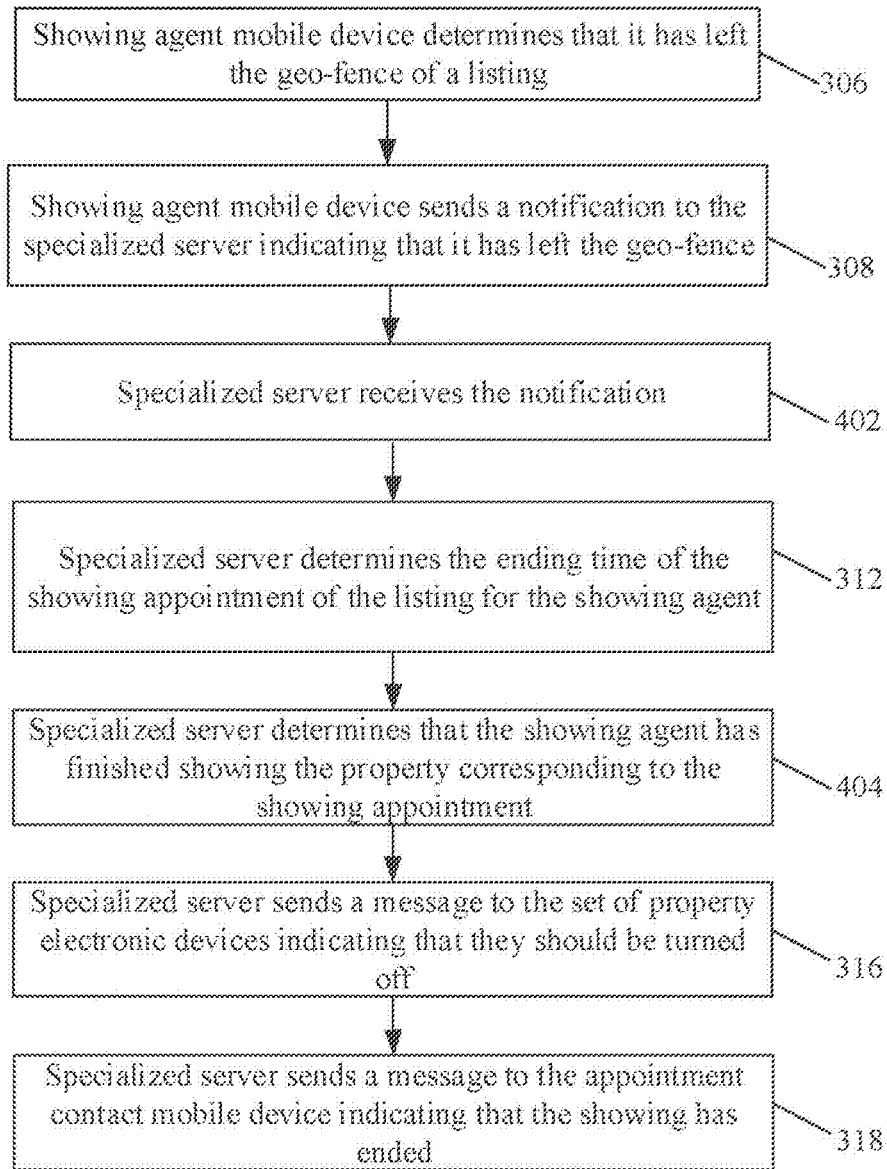 Showing agent mobile device determines that it has left
the geo-fence of a listing
306
Showing agent mobile device sends a notification to the
specialized server indicating that it has left the geo-fence
308
Specialized server receives the notification
402
Specialized server determines the ending time of the
showing appointment of the listing for the showing agent
312
Specialized server determines that the showing agent has
finished showing the property corresponding to the
showing appointment
404
Specialized server sends a message to the set of property
electronic devices indicating that they should be turned
off
316
Specialized server sends a message to the appointment
contact mobile device indicating that the showing has
ended
318